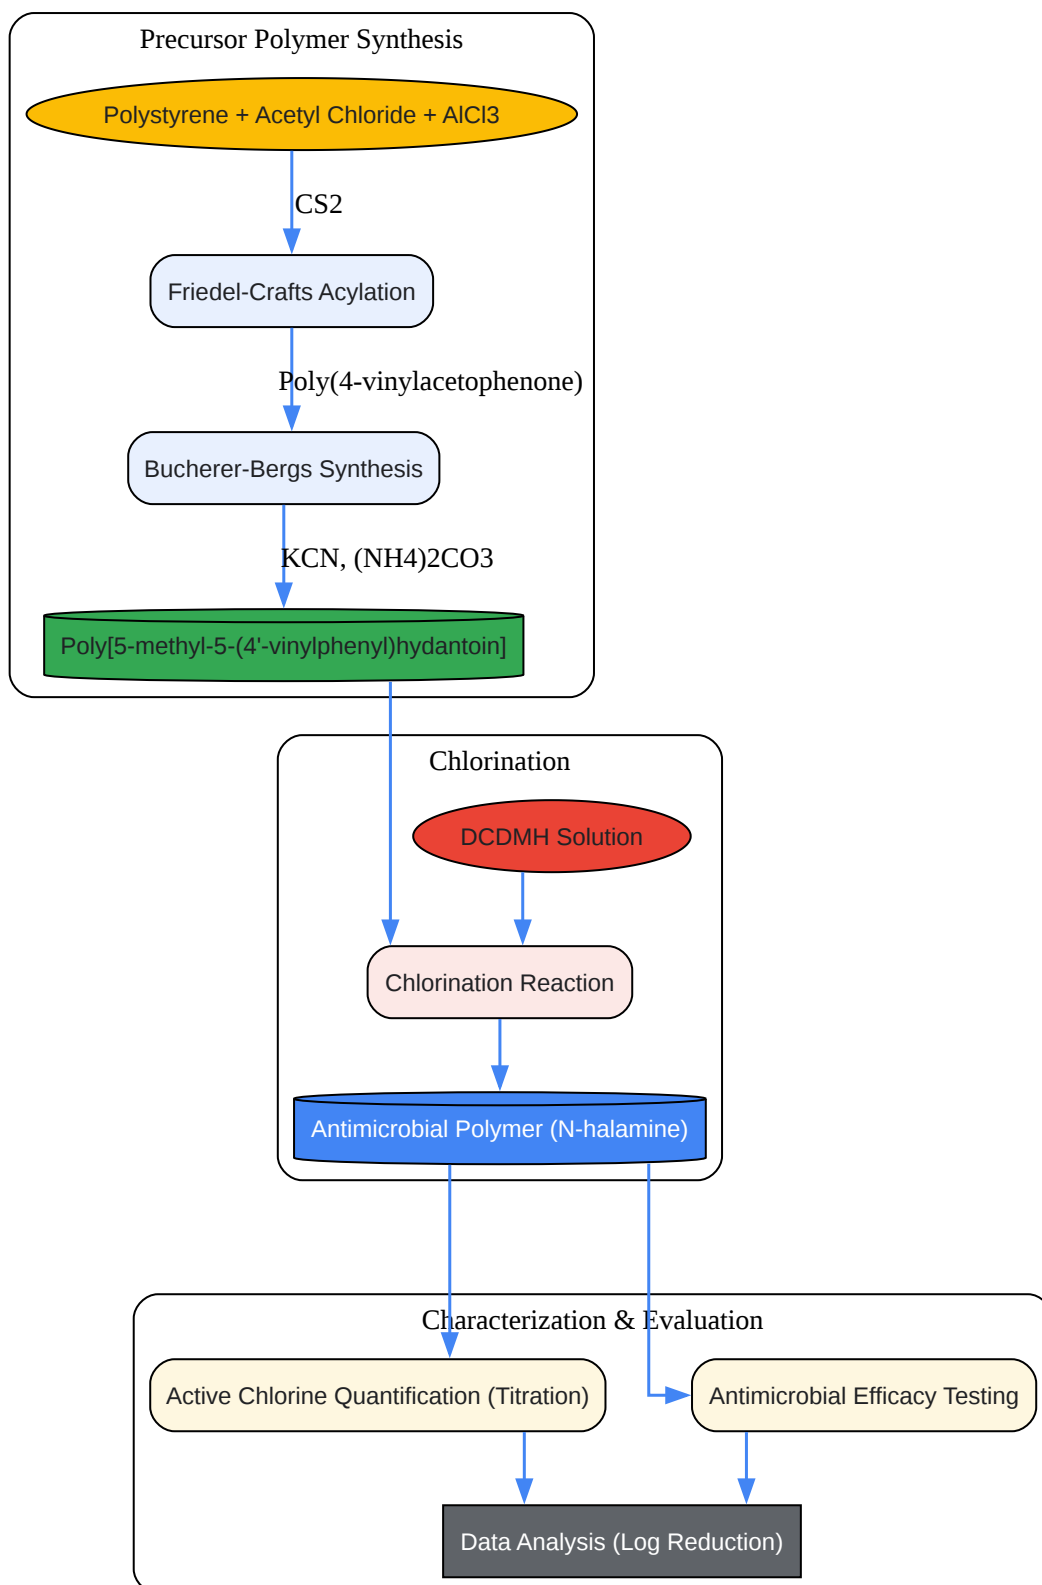 Precursor Polymer Synthesis
Polystyrene + Acetyl Chloride + AlCl3
CS2
Friedel-Crafts Acylation
Poly(4-vinylacetophenone)
Bucherer-Bergs Synthesis
KCN, (NH4)2CO3
Poly[5-methyl-5-(4'-vinylphenyl)hydantoin]
Chlorination
DCDMH Solution
Chlorination Reaction
Antimicrobial Polymer (N-halamine)
Characterization & Evaluation
Active Chlorine Quantification (Titration)
Antimicrobial Efficacy Testing
Data Analysis (Log Reduction)